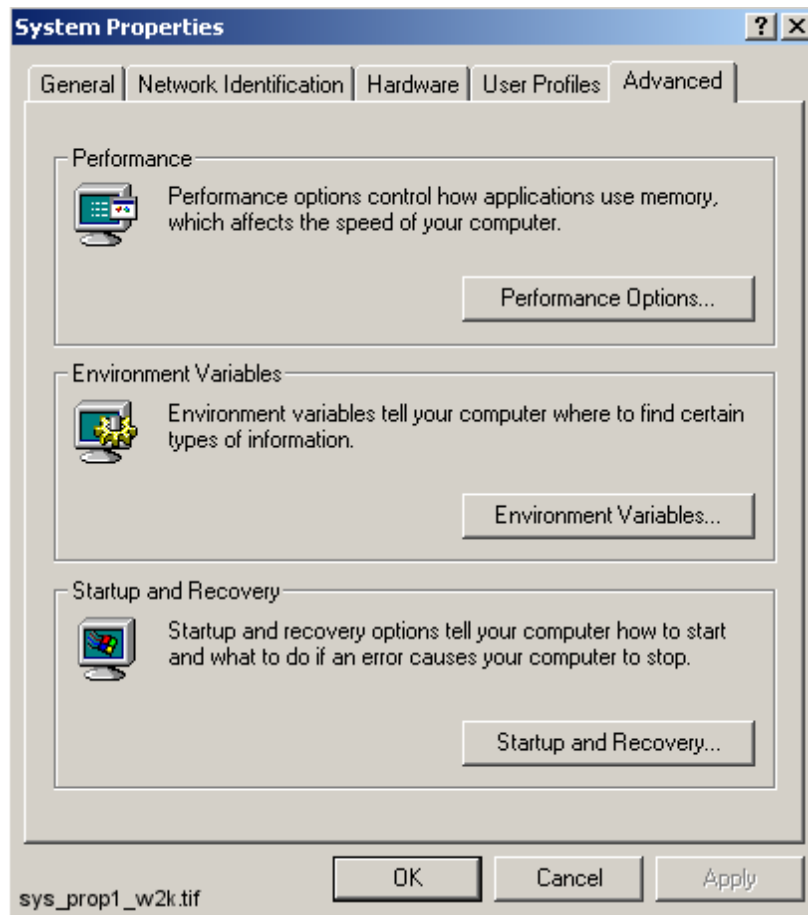 System Properties
General
Network Identification
Hardware
User Profiles
Advanced
Performance
Performance options control how applications use memory,
which affects the speed of your computer.
Performance Options...
Environment Variables
Environment variables tell your computer where to find certain
types of information.
Environment Variables...
Startup and Recovery
Startup and recovery options tell your computer how to start
and what to do if an error causes your computer to stop.
Startup and Recovery...
OK
Cancel
Apply
sys_prop1_w2k.tif